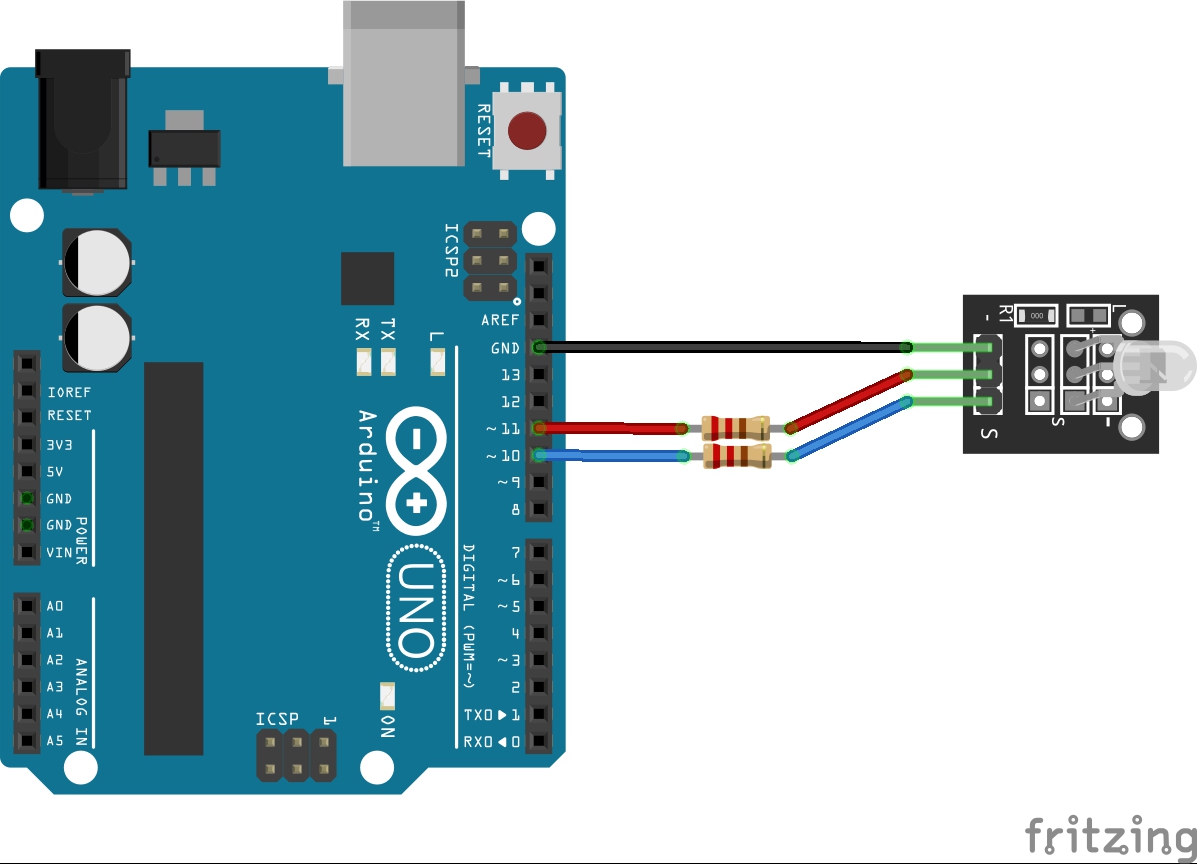 RESET
ICSP2
AREF
GND
13
12
~11
~10
~9
8
7
~6
~5
4
~3
2
TX0▶1
RX0◀0
RX
TX
L
Arduino™
UNO
DIGITAL (PWM=~)
ON
ICSP
1
IOREF
RESET
3V3
5V
GND
GND
VIN
POWER
A0
A1
A2
A3
A4
A5
ANALOG IN
-
R1
000
L
+
S
S
-
fritzing